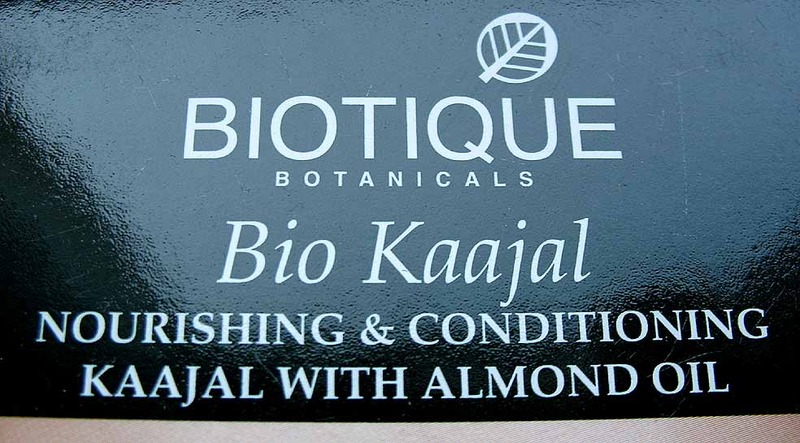 BIOTIQUE
BOTANICALS
Bio Kaajal
NOURISHING & CONDITIONING
KAAJAL WITH ALMOND OIL